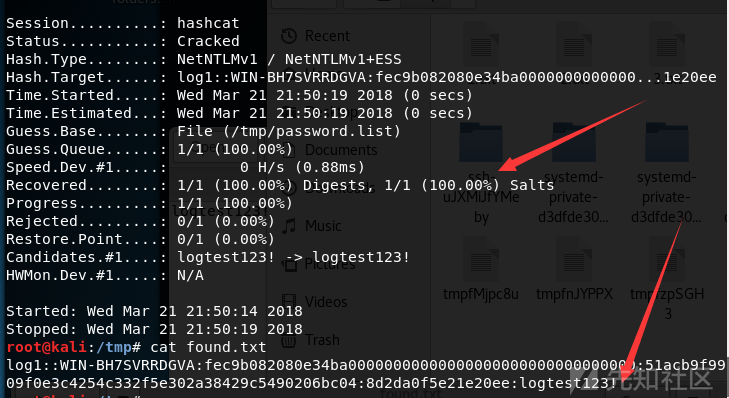 Session..........: hashcat
Status...........: Cracked
Hash.Type........: NetNTLMv1 / NetNTLMv1+ESS
Hash.Target......: log1::WIN-BH7SVRRDGVA:fec9b082080e34ba0000000000000...1e20ee
Time.Started.....: Wed Mar 21 21:50:19 2018 (0 secs)
Time.Estimated...: Wed Mar 21 21:50:19 2018 (0 secs)
Guess.Base.......: File (/tmp/password.list)
Guess.Queue......: 1/1 (100.00%)
Speed.Dev.#1.....:        0 H/s (0.88ms)
Recovered........: 1/1 (100.00%) Digests, 1/1 (100.00%) Salts
Progress.........: 1/1 (100.00%)
Rejected.........: 0/1 (0.00%)
Restore.Point....: 0/1 (0.00%)
Candidates.#1....: logtest123! -> logtest123!
HWMon.Dev.#1.....: N/A
Started: Wed Mar 21 21:50:14 2018
Stopped: Wed Mar 21 21:50:19 2018
root@kali:/tmp# cat found.txt
log1::WIN-BH7SVRRDGVA:fec9b082080e34ba00000000000000000000000000000000:51acb9f99
09f0e3c4254c332f5e302a38429c5490206bc04:8d2da0f5e21e20ee:logtest123!
Recent
Documents
Music
Pictures
Videos
Trash
systemd-
private-
d3dfde30...
systemd-
private-
d3dfde30...
tmpfMjpc8u
tmpfnJYPPX
先知社区